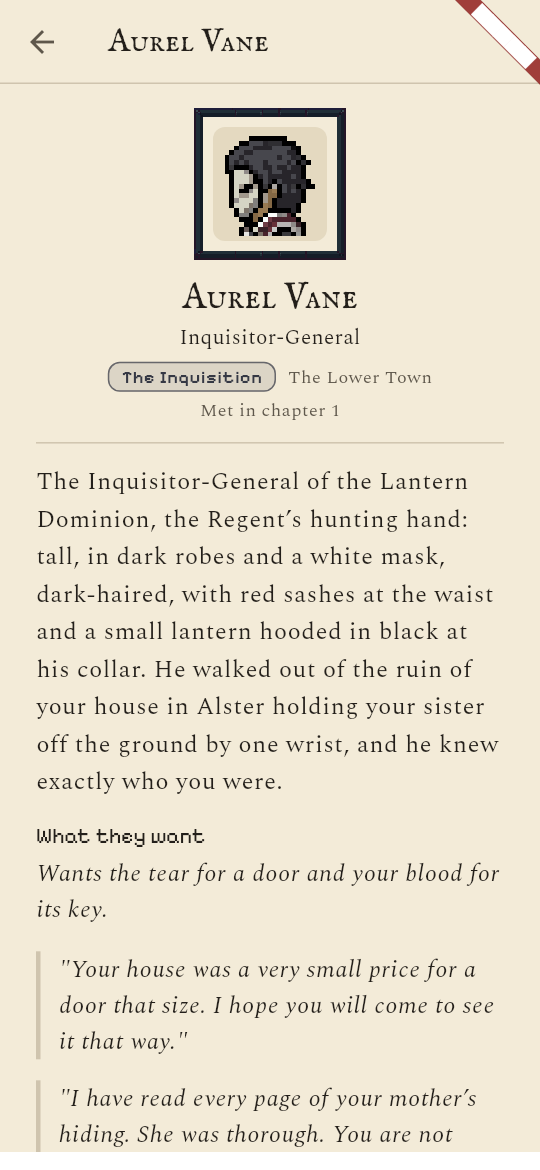 Aurel Vane
Aurel Vane
Inquisitor-General
The Inquisition The Lower Town
Met in chapter 1
The Inquisitor-General of the Lantern
Dominion, the Regent’s hunting hand:
tall, in dark robes and a white mask,
dark-haired, with red sashes at the waist
and a small lantern hooded in black at
his collar. He walked out of the ruin of
your house in Alster holding your sister
off the ground by one wrist, and he knew
exactly who you were.
What they want
Wants the tear for a door and your blood for
its key.
"Your house was a very small price for a
door that size. I hope you will come to see
it that way."
"I have read every page of your mother’s
hiding. She was thorough. You are not